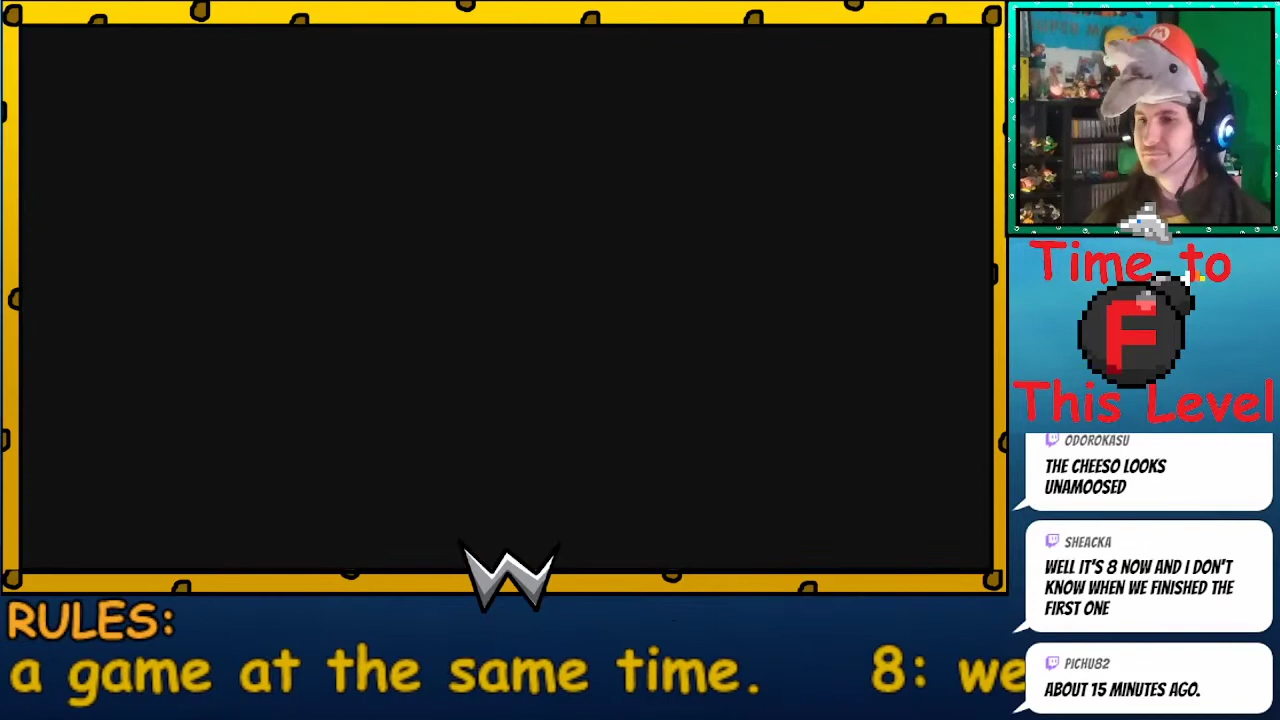 Time to
F
This Level
ODOROKASU
THE CHEESO LOOKS
UNAMOOSED
SHEACKA
WELL IT'S 8 NOW AND I DON'T
KNOW WHEN WE FINISHED THE
FIRST ONE
PICHU82
ABOUT 15 MINUTES AGO.
RULES:
a game at the same time. 8: we